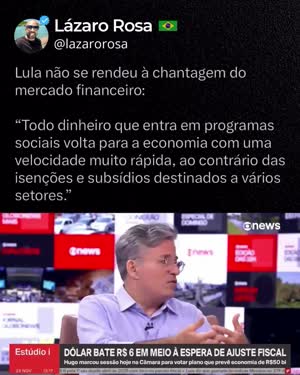 Lázaro Rosa
@lazarorosa
Lula não se rendeu à chantagem do
mercado financeiro:
“Todo dinheiro que entra em programas
sociais volta para a economia com uma
velocidade muito rápida, ao contrário das
isenções e subsídios destinados a vários
setores.”
news
news
Estúdio i
DÓLAR BATE R$ 6 EM MEIO À ESPERA DE AJUSTE FISCAL
Hugo marcou sessão hoje na Câmara para votar plano que prevê economia de R$50 bi